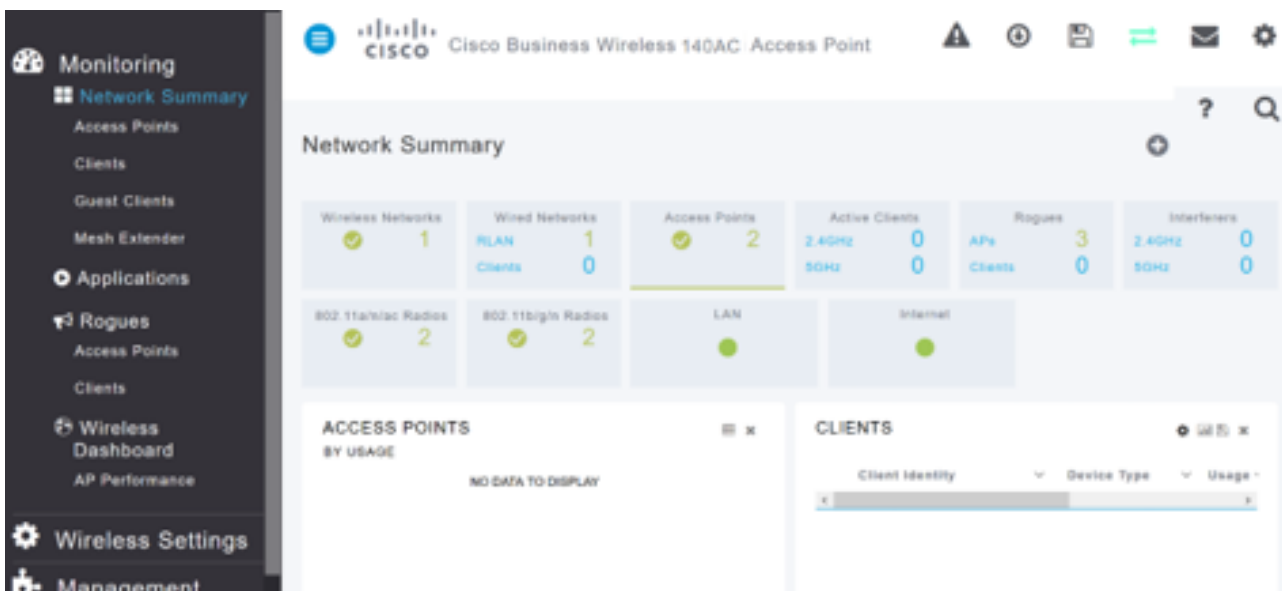 Monitoring
Network Summary
Access Points
Clients
Guest Clients
Mesh Extender
Applications
Rogues
Access Points
Clients
Wireless
Dashboard
AP Performance
Wireless Settings
Management
CISCO Cisco Business Wireless 140AC Access Point
?
Network Summary
Wireless Networks
1
Wired Networks
RLAN 1
Clients 0
Access Points
2
Active Clients
2.4GHz 0
5GHz 0
Rogues
APs 3
Clients 0
Interferers
2.4GHz 0
5GHz 0
802.11a/n/ac Radios
2
802.11b/g/n Radios
2
LAN
Internet
ACCESS POINTS
BY USAGE
NO DATA TO DISPLAY
CLIENTS
Client Identity Device Type Usage